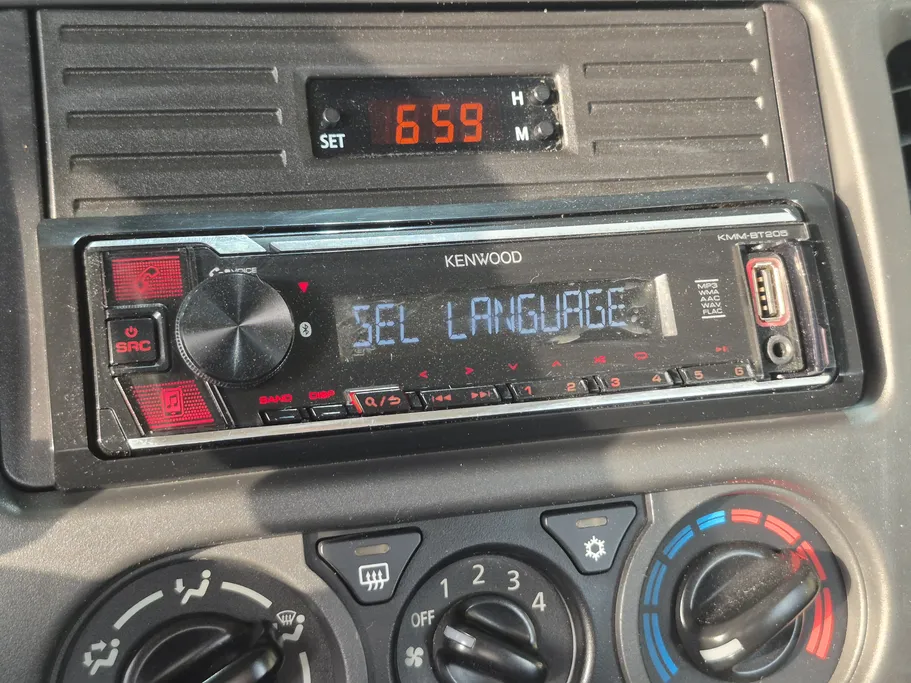 H
659
SET
M
KMM-BT205
KENWOOD
VOICE
SEL LANGUAGE
MP3
WMA
AAC
WAV
FLAC
SRC
BAND DISP
1 2 3 4 5 6
1 2 3 4
OFF